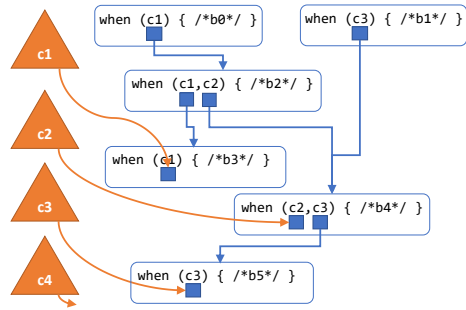 when (c1) { /*b0*/ }
when (c3) { /*b1*/ }
c1
when (c1,c2) { /*b2*/ }
c2
when (c1) { /*b3*/ }
c3
when (c2,c3) { /*b4*/ }
c4
when (c3) { /*b5*/ }